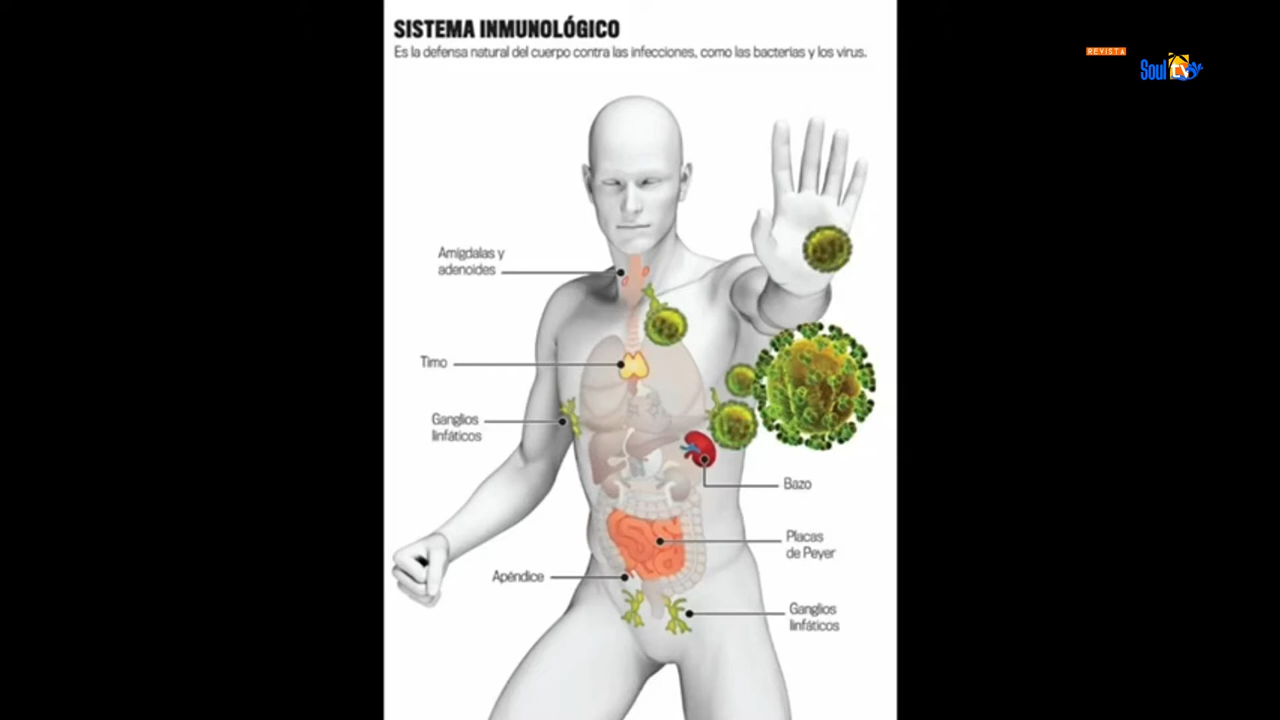 SISTEMA INMUNOLÓGICO
Es la defensa natural del cuerpo contra las infecciones, como las bacterias y los virus.
REVISTA
Soul TV
Amígdalas y
adenoides
Timo
Ganglios
linfáticos
Bazo
Placas
de Peyer
Apéndice
Ganglios
linfáticos